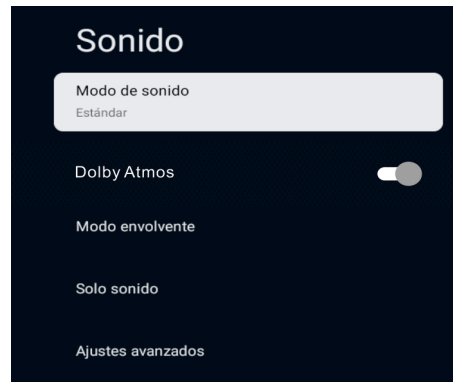 Sonido
Modo de sonido
Estándar
Dolby Atmos
Modo envolvente
Solo sonido
Ajustes avanzados